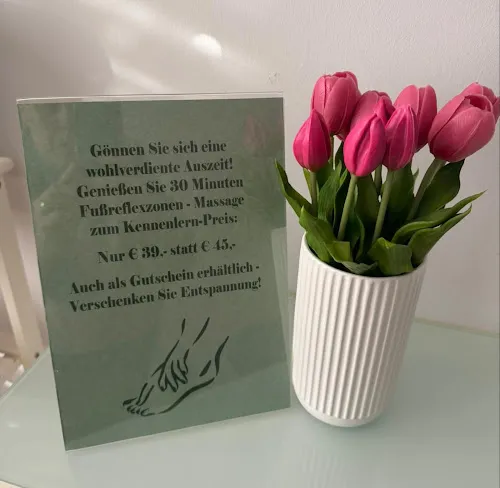 Gönnen Sie sich eine
wohlverdiente Auszeit!
Genießen Sie 30 Minuten
Fußreflexzonen - Massage
zum Kennenlern-Preis:
Nur € 39.- statt € 45,-
Auch als Gutschein erhältlich -
Verschenken Sie Entspannung!